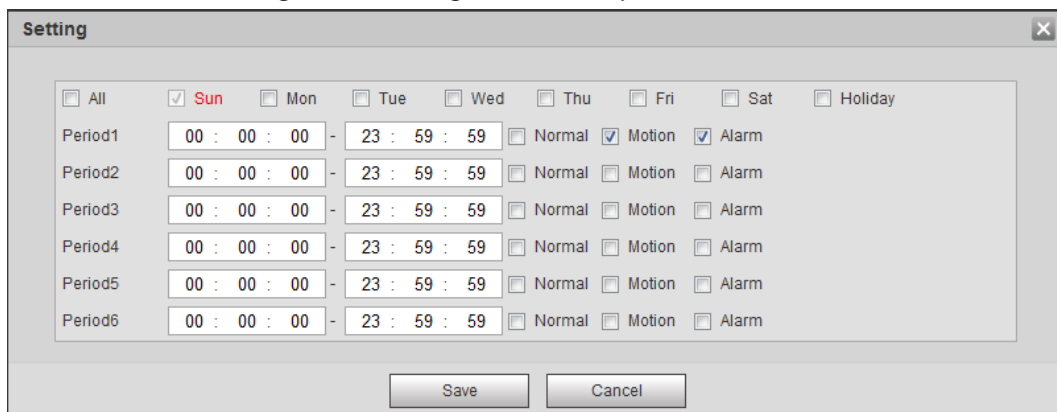 Setting
All Sun Mon Tue Wed Thu Fri Sat Holiday
Period1 00 : 00 : 00 - 23 : 59 : 59 Normal Motion Alarm
Period2 00 : 00 : 00 - 23 : 59 : 59 Normal Motion Alarm
Period3 00 : 00 : 00 - 23 : 59 : 59 Normal Motion Alarm
Period4 00 : 00 : 00 - 23 : 59 : 59 Normal Motion Alarm
Period5 00 : 00 : 00 - 23 : 59 : 59 Normal Motion Alarm
Period6 00 : 00 : 00 - 23 : 59 : 59 Normal Motion Alarm
Save Cancel